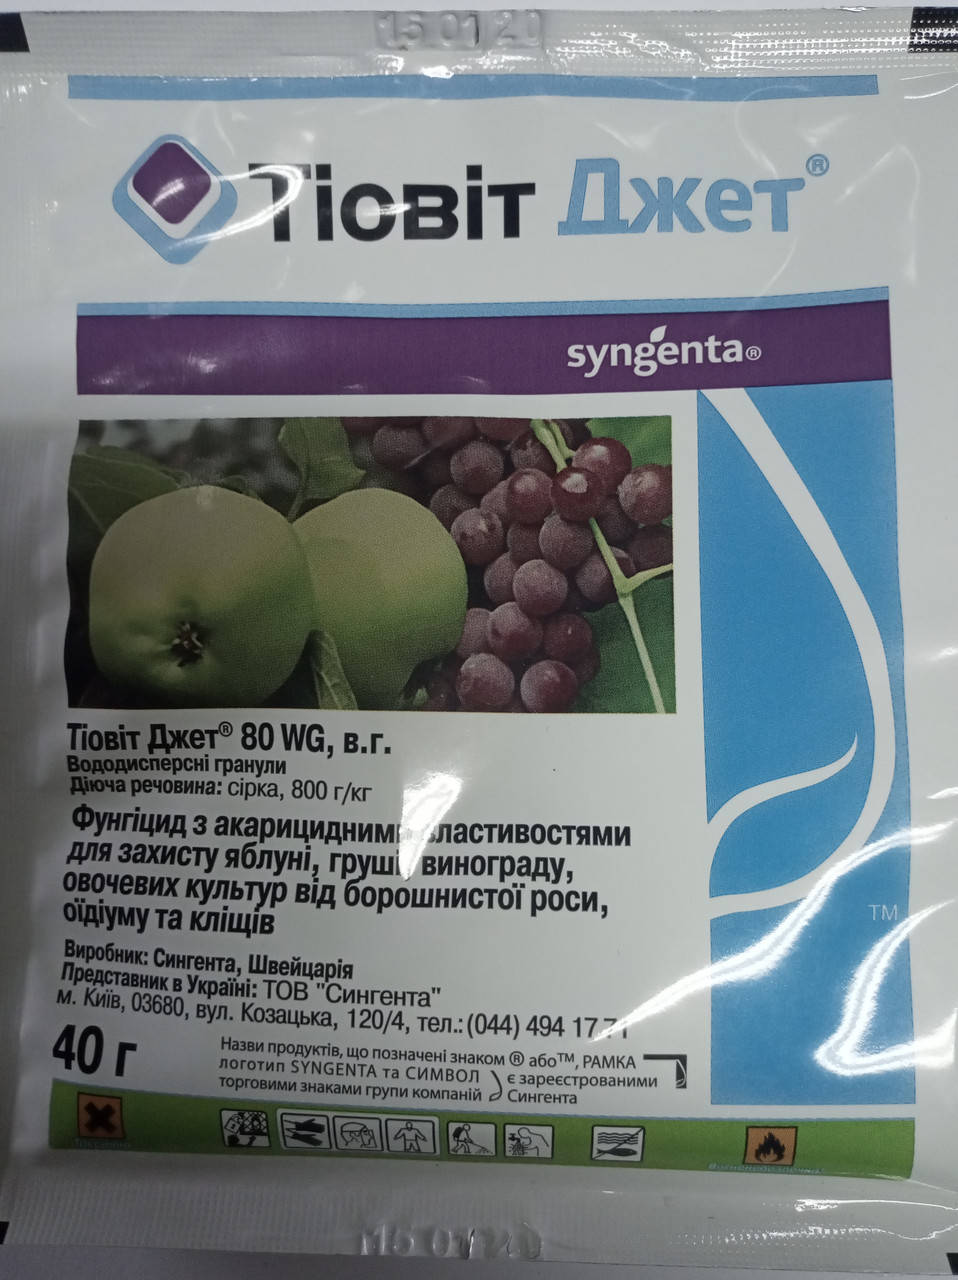 15 01 20
Тіовіт Джет®
syngenta®
Тіовіт Джет® 80 WG, в.г.
Вододисперсні гранули
Діюча речовина: сірка, 800 г/кг
Фунгіцид з акарицидними властивостями
для захисту яблуні, груші, винограду,
овочевих культур від борошнистої роси,
оїдіуму та кліщів
TM
Виробник: Сингента, Швейцарія
Представник в Україні: ТОВ "Сингента"
м. Київ, 03680, вул. Козацька, 120/4, тел.: (044) 494 17 71
40 г
Назви продуктів, що позначені знаком ® або™, РАМКА
логотип SYNGENTA та СИМВОЛ є зареєстрованими
торговими знаками групи компаній Сингента